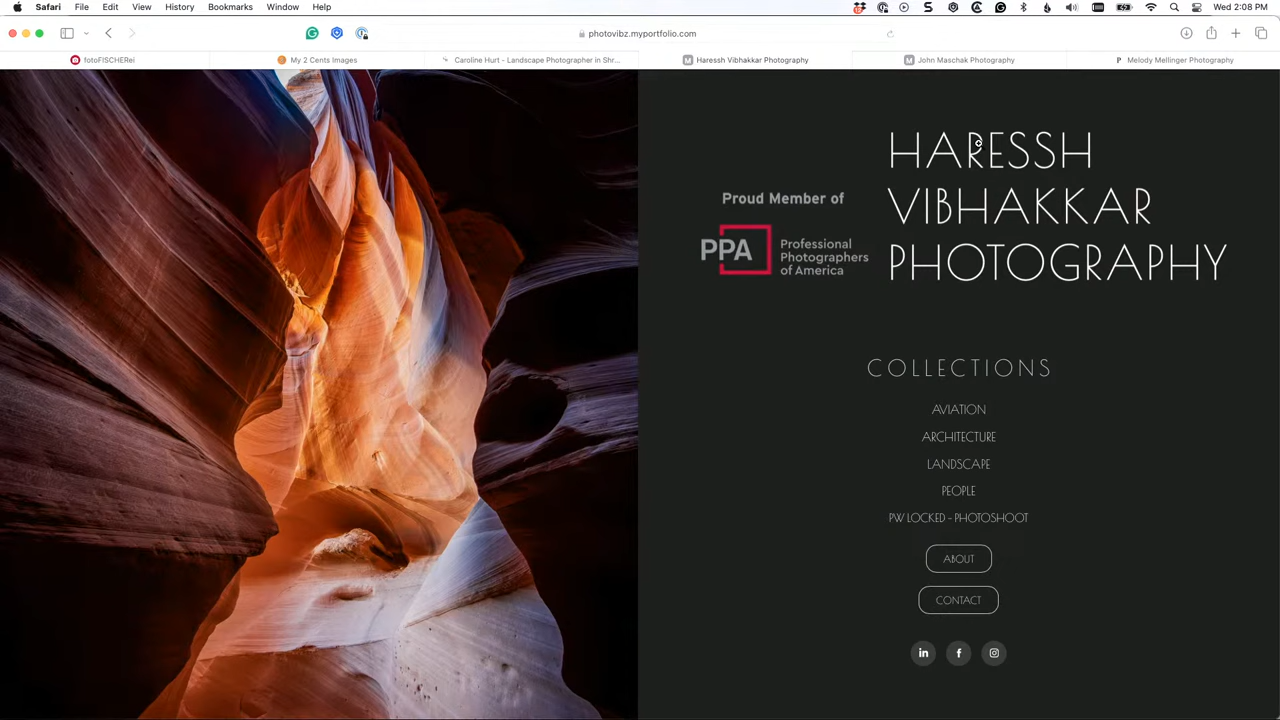 Safari File Edit View History Bookmarks Window Help
Wed 2:08 PM
photovibz.myportfolio.com
fotoFISCHERei
My 2 Cents Images
Caroline Hurt - Landscape Photographer in Shr...
Haressh Vibhakkar Photography
John Maschak Photography
Melody Mellinger Photography
HARESSH
VIBHAKKAR
PHOTOGRAPHY
Proud Member of
PPA
Professional
Photographers
of America
COLLECTIONS
AVIATION
ARCHITECTURE
LANDSCAPE
PEOPLE
PW LOCKED - PHOTOSHOOT
ABOUT
CONTACT
in f